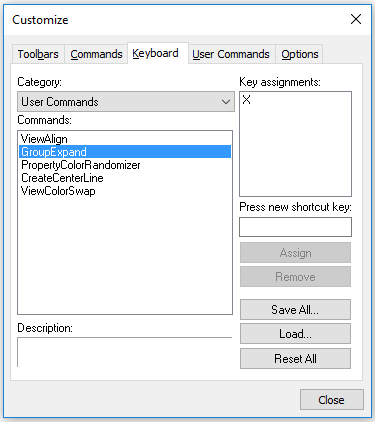 Customize
Toolbars Commands Keyboard User Commands Options
Category:
User Commands
Commands:
ViewAlign
GroupExpand
PropertyColorRandomizer
CreateCenterLine
ViewColorSwap
Description:
Key assignments:
X
Press new shortcut key:
Assign
Remove
Save All...
Load...
Reset All
Close